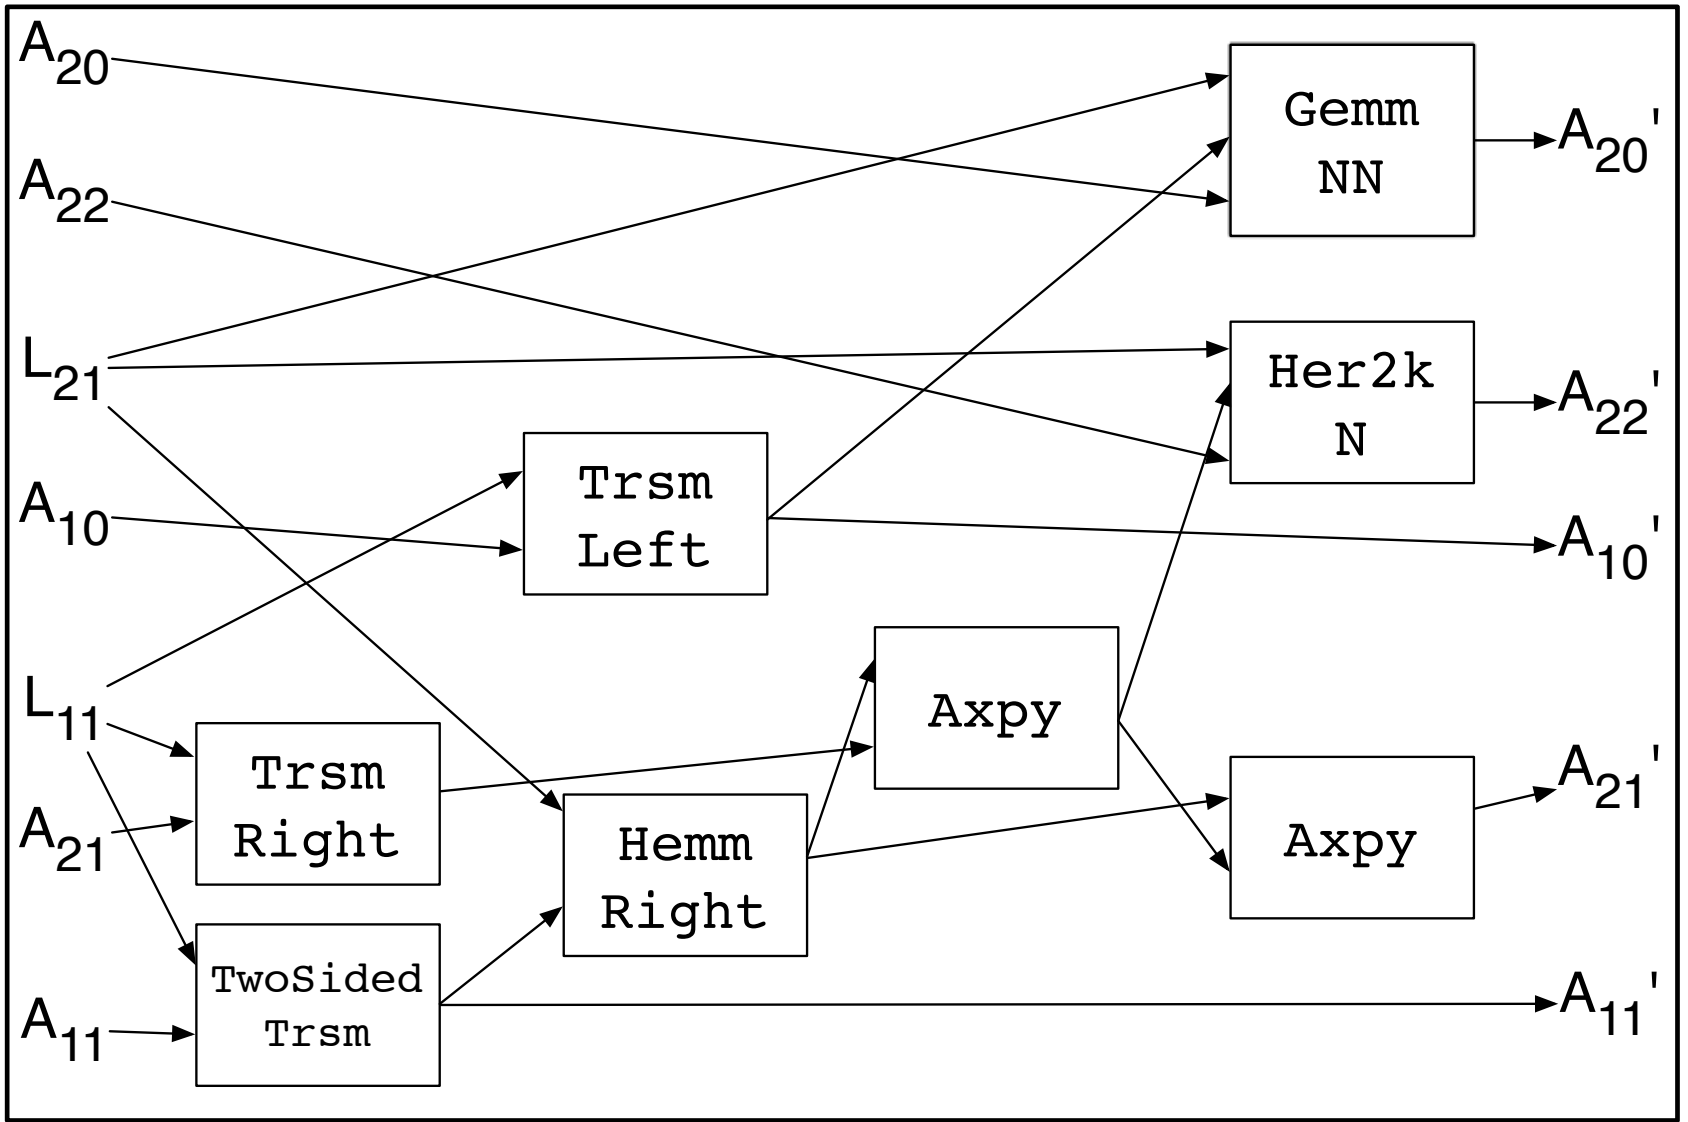 A20
Gemm
NN
A20'
A22
L21
Her2k
N
A22'
A10
Trsm
Left
A10'
L11
Axpy
Trsm
Right
A21
Hemm
Right
Axpy
A21'
TwoSided
Trsm
A11
A11'